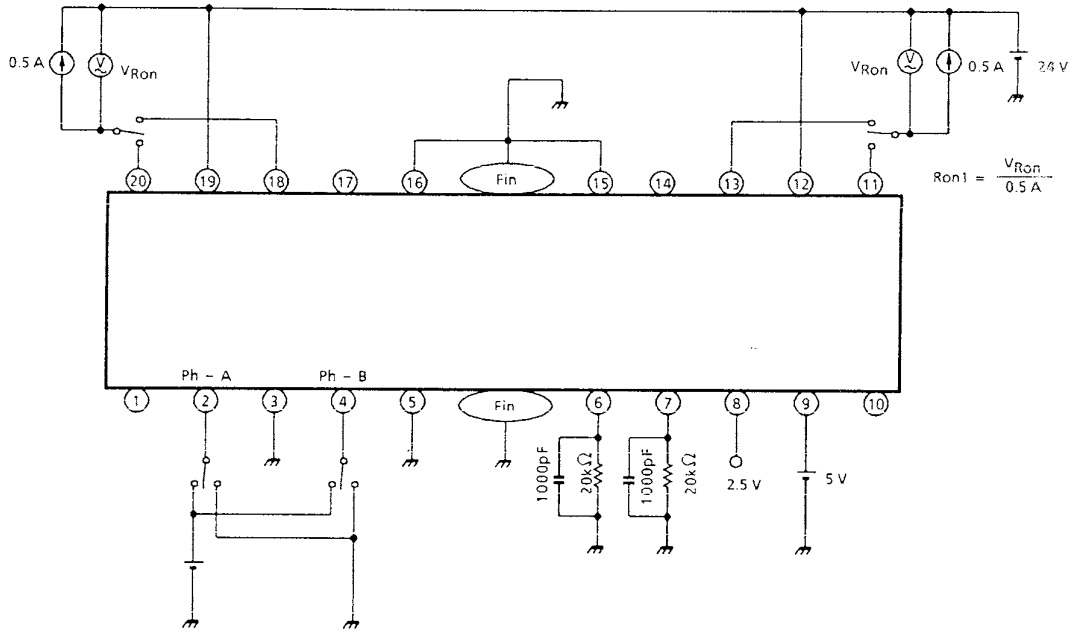 0.5 A
V
VRon
V
VRon
0.5 A
24 V
20
19
18
17
16
Fin
15
14
13
12
11
Ron1 = VRon / 0.5 A
Ph - A
Ph - B
1
2
3
4
5
Fin
6
7
8
9
10
1000pF
20kΩ
1000pF
20kΩ
2.5 V
5 V